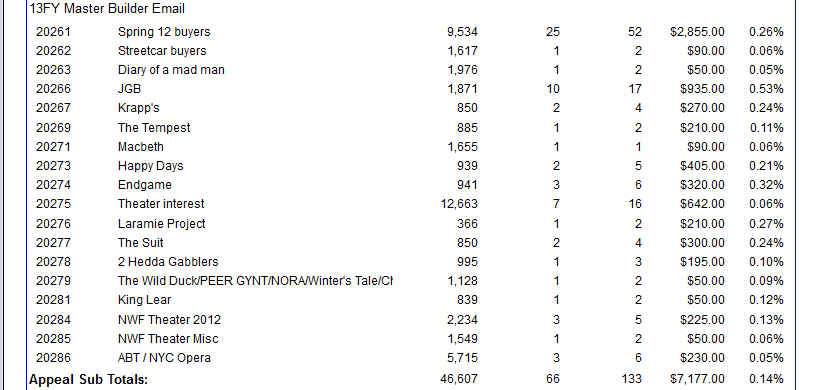 13FY Master Builder Email
20261 Spring 12 buyers 9,534 25 52 $2,855.00 0.26%
20262 Streetcar buyers 1,617 1 2 $90.00 0.06%
20263 Diary of a mad man 1,976 1 2 $50.00 0.05%
20266 JGB 1,871 10 17 $935.00 0.53%
20267 Krapp's 850 2 4 $270.00 0.24%
20269 The Tempest 885 1 2 $210.00 0.11%
20271 Macbeth 1,655 1 1 $90.00 0.06%
20273 Happy Days 939 2 5 $405.00 0.21%
20274 Endgame 941 3 6 $320.00 0.32%
20275 Theater interest 12,663 7 16 $642.00 0.06%
20276 Laramie Project 366 1 2 $210.00 0.27%
20277 The Suit 850 2 4 $300.00 0.24%
20278 2 Hedda Gabblers 995 1 3 $195.00 0.10%
20279 The Wild Duck/PEER GYNT/NORA/Winter's Tale/Ch 1,128 1 2 $50.00 0.09%
20281 King Lear 839 1 2 $50.00 0.12%
20284 NWF Theater 2012 2,234 3 5 $225.00 0.13%
20285 NWF Theater Misc 1,549 1 2 $50.00 0.06%
20286 ABT / NYC Opera 5,715 3 6 $230.00 0.05%
Appeal Sub Totals: 46,607 66 133 $7,177.00 0.14%